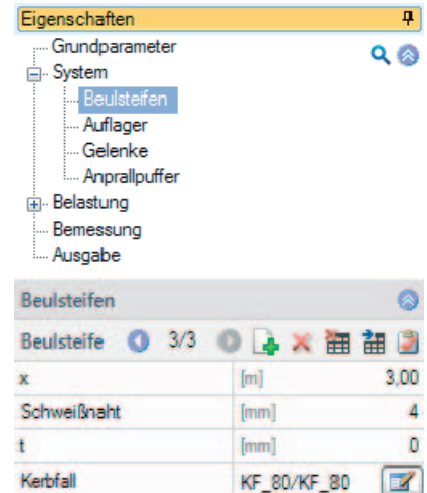 Eigenschaften
Grundparameter
System
Beulsteifen
Auflager
Gelenke
Anprallpuffer
Belastung
Bemessung
Ausgabe
Beulsteifen
Beulsteife 3/3
x [m] 3,00
Schweißnaht [mm] 4
t [mm] 0
Kerbfall KF_80/KF_80